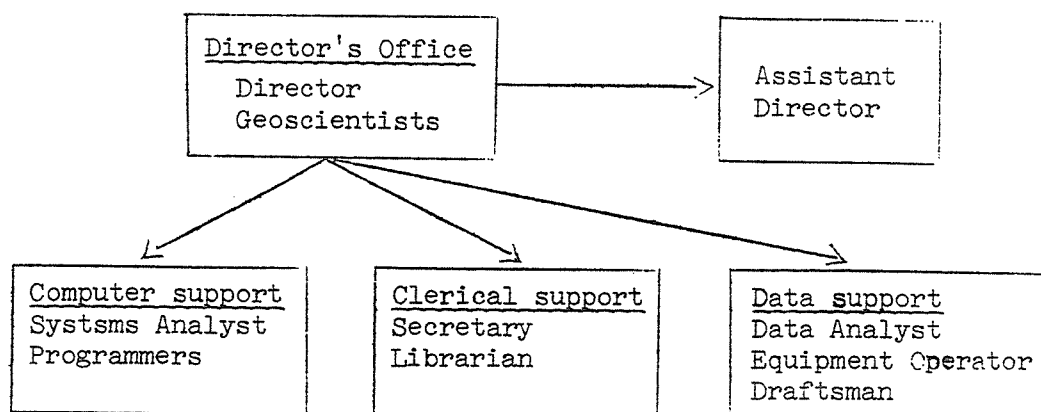 Director's Office
Director
Geoscientists
Assistant
Director
Computer support
Systsms Analyst
Programmers
Clerical support
Secretary
Librarian
Data support
Data Analyst
Equipment Operator
Draftsman